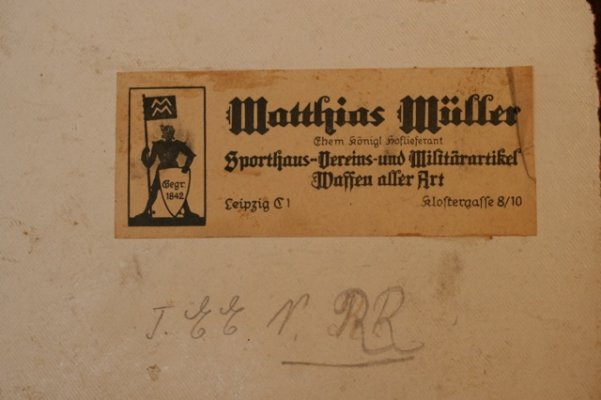 MM
Gegr.
1842
Matthias Müller
Ehem Königl Hoflieferant
Sporthaus-Vereins-und Militärartikel
Waffen aller Art
Leipzig C1 Klostergasse 8/10